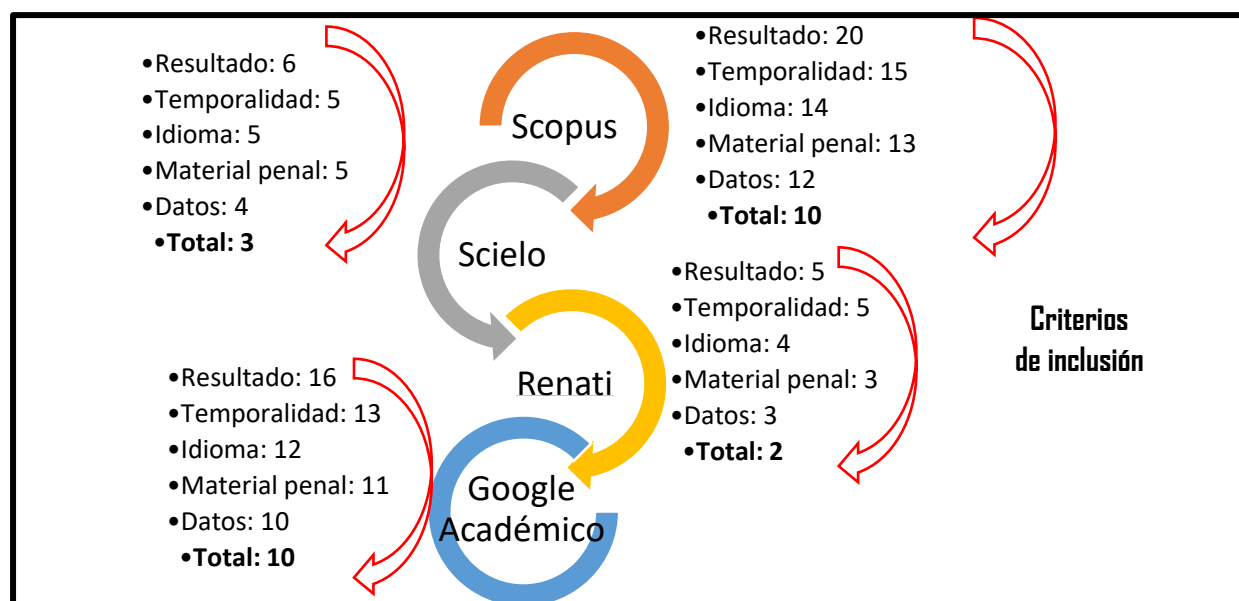 •Resultado: 6
•Temporalidad: 5
•Idioma: 5
•Material penal: 5
•Datos: 4
•Total: 3
Scopus
•Resultado: 20
•Temporalidad: 15
•Idioma: 14
•Material penal: 13
•Datos: 12
•Total: 10
Scielo
•Resultado: 5
•Temporalidad: 5
•Idioma: 4
•Material penal: 3
•Datos: 3
•Total: 2
Criterios
de inclusión
Renati
•Resultado: 16
•Temporalidad: 13
•Idioma: 12
•Material penal: 11
•Datos: 10
•Total: 10
Google
Académico